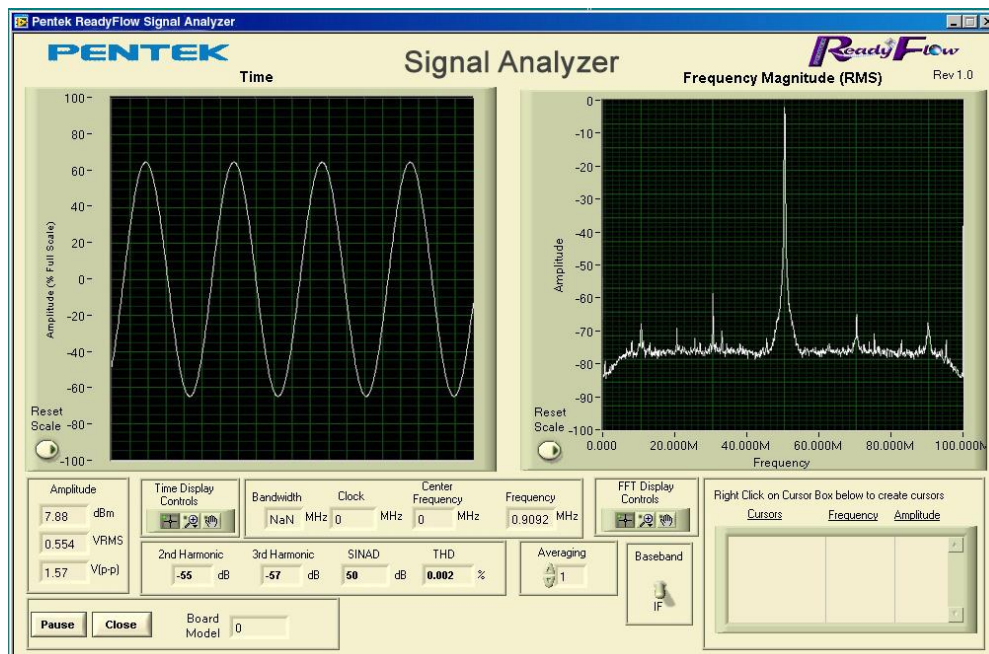 Pentek ReadyFlow Signal Analyzer
PENTEK
Signal Analyzer
ReadyFlow
Rev 1.0
Time
Frequency Magnitude (RMS)
Amplitude (% Full Scale)
100
80
60
40
20
0
-20
-40
-60
-80
-100
Reset
Scale
Amplitude
0
-10
-20
-30
-40
-50
-60
-70
-80
-90
-100
Reset
Scale
0.000 20.000M 40.000M 60.000M 80.000M 100.000M
Frequency
Amplitude
7.88 dBm
0.554 VRMS
1.57 V(p-p)
Time Display
Controls
Bandwidth Clock Center Frequency Frequency
NaN MHz 0 MHz 0 MHz 0.9092 MHz
FFT Display
Controls
2nd Harmonic 3rd Harmonic SINAD THD
-55 dB -57 dB 50 dB 0.002 %
Averaging
1
Baseband
IF
Right Click on Cursor Box below to create cursors
Cursors Frequency Amplitude
Pause Close Board Model 0